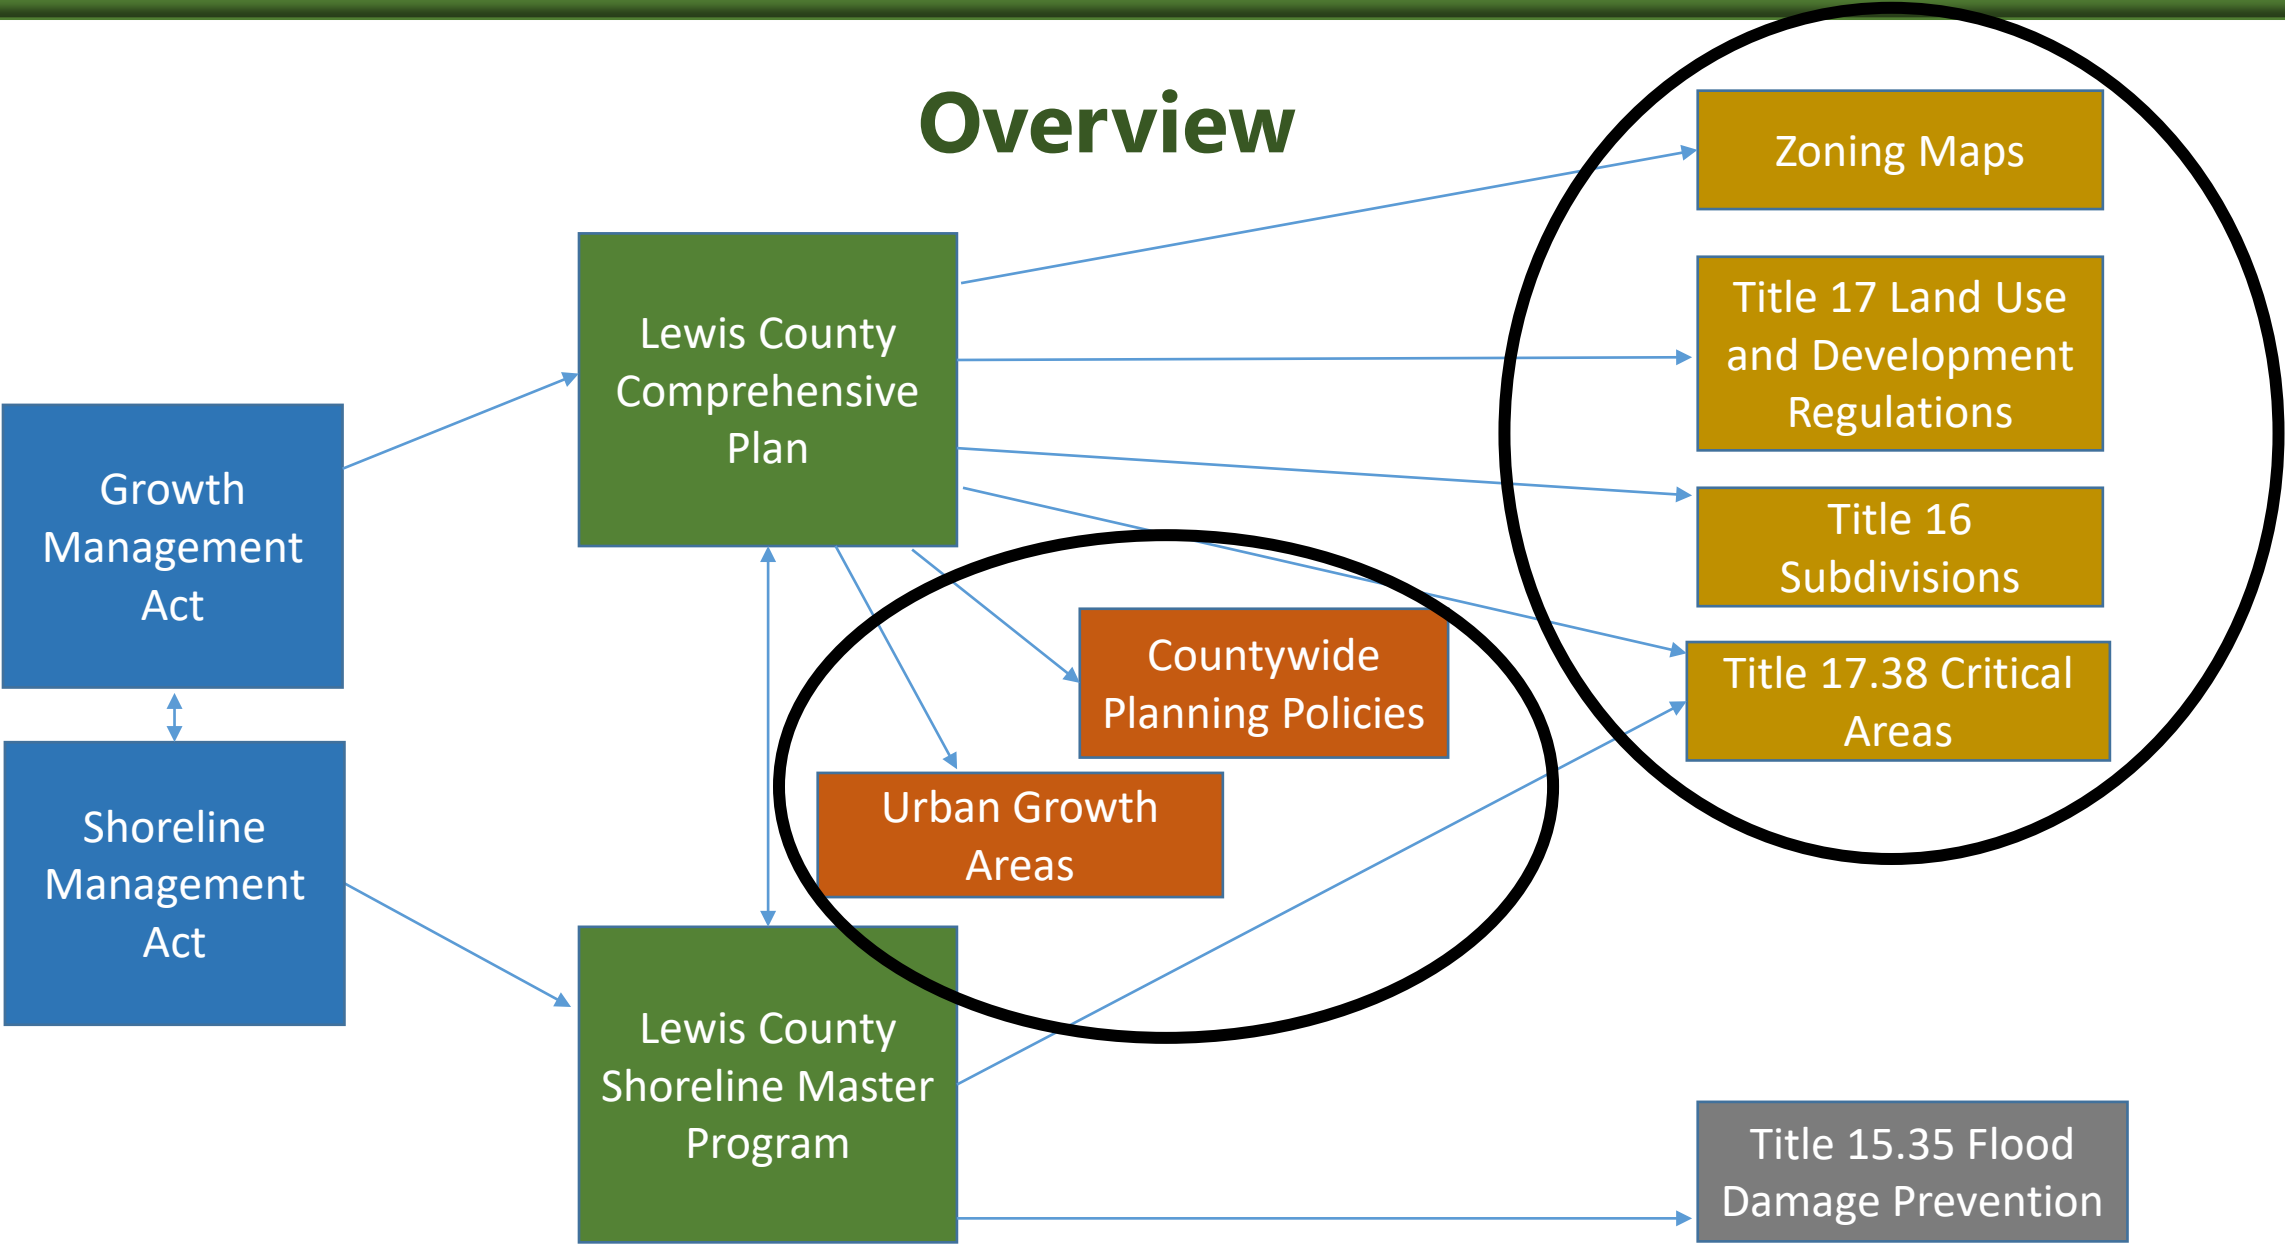 Overview
Growth
Management
Act
Shoreline
Management
Act
Lewis County
Comprehensive
Plan
Lewis County
Shoreline Master
Program
Countywide
Planning Policies
Urban Growth
Areas
Zoning Maps
Title 17 Land Use
and Development
Regulations
Title 16
Subdivisions
Title 17.38 Critical
Areas
Title 15.35 Flood
Damage Prevention